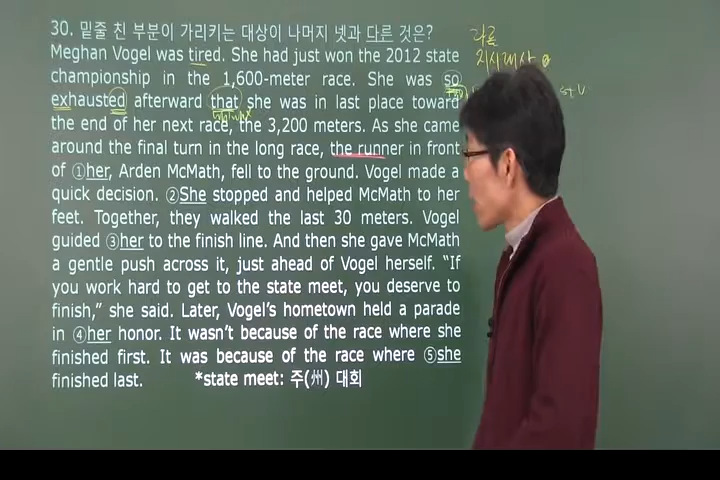 30. 밑줄 친 부분이 가리키는 대상이 나머지 넷과 다른 것은?
다름
지시대상
Meghan Vogel was tired. She had just won the 2012 state
championship in the 1,600-meter race. She was so
exhausted afterward that she was in last place toward
the end of her next race, the 3,200 meters. As she came
around the final turn in the long race, the runner in front
of ①her, Arden McMath, fell to the ground. Vogel made a
quick decision. ②She stopped and helped McMath to her
feet. Together, they walked the last 30 meters. Vogel
guided ③her to the finish line. And then she gave McMath
a gentle push across it, just ahead of Vogel herself. “If
you work hard to get to the state meet, you deserve to
finish,” she said. Later, Vogel’s hometown held a parade
in ④her honor. It wasn’t because of the race where she
finished first. It was because of the race where ⑤she
finished last. *state meet: 주(州) 대회